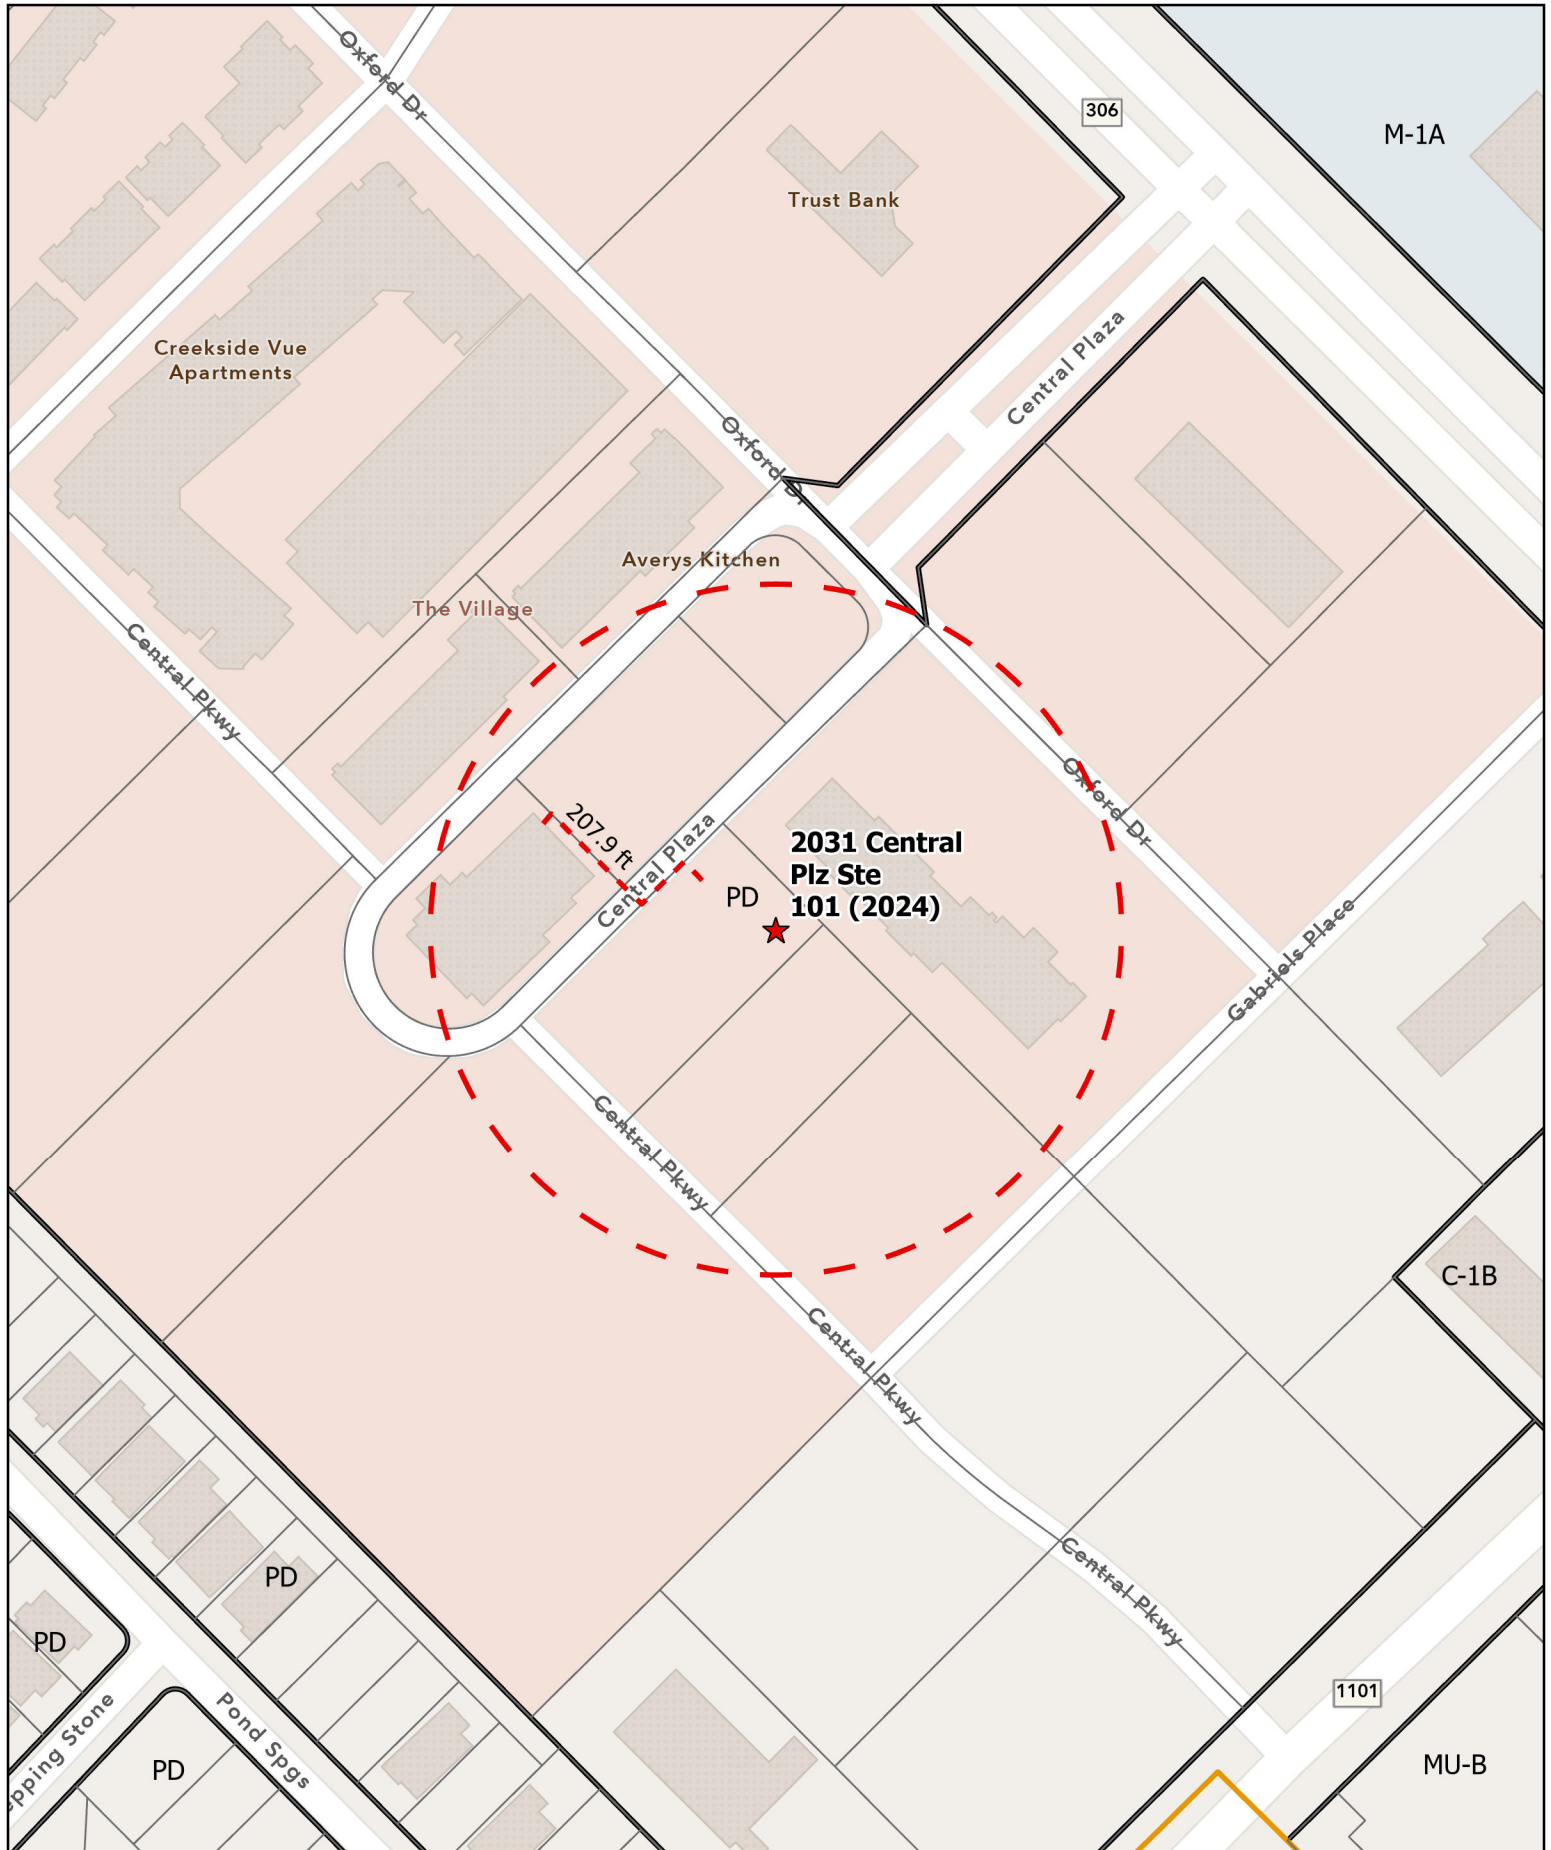 Oxford Dr
306
M-1A
Trust Bank
Creekside Vue
Apartments
Central Plaza
Oxford Dr
Averys Kitchen
The Village
Central Pkwy
Oxford Dr
207.9 ft
Central Plaza
2031 Central
Plz Ste
101 (2024)
PD
Gabriels Place
Central Pkwy
C-1B
Central Pkwy
Central Pkwy
PD
PD
1101
epping Stone
Pond Spgs
PD
MU-B